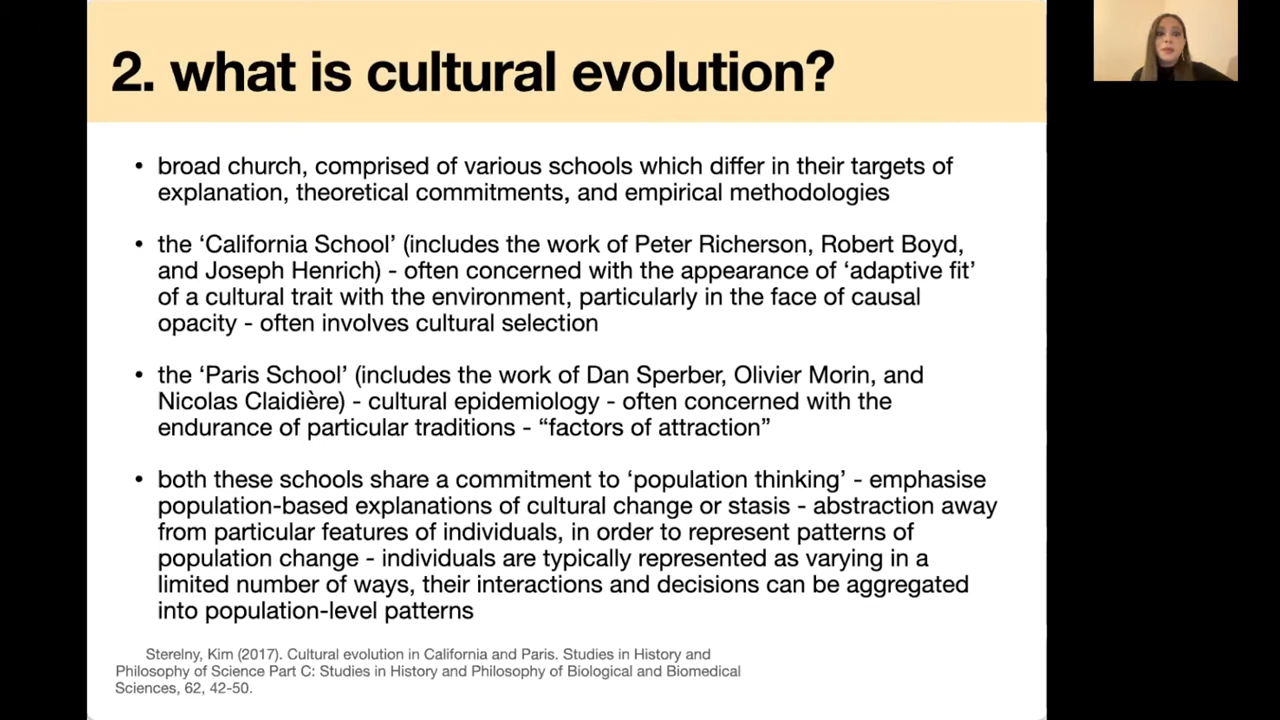 2. what is cultural evolution?
• broad church, comprised of various schools which differ in their targets of
explanation, theoretical commitments, and empirical methodologies
• the ‘California School’ (includes the work of Peter Richerson, Robert Boyd,
and Joseph Henrich) - often concerned with the appearance of ‘adaptive fit’
of a cultural trait with the environment, particularly in the face of causal
opacity - often involves cultural selection
• the ‘Paris School’ (includes the work of Dan Sperber, Olivier Morin, and
Nicolas Claidière) - cultural epidemiology - often concerned with the
endurance of particular traditions - “factors of attraction”
• both these schools share a commitment to ‘population thinking’ - emphasise
population-based explanations of cultural change or stasis - abstraction away
from particular features of individuals, in order to represent patterns of
population change - individuals are typically represented as varying in a
limited number of ways, their interactions and decisions can be aggregated
into population-level patterns
Sterelny, Kim (2017). Cultural evolution in California and Paris. Studies in History and
Philosophy of Science Part C: Studies in History and Philosophy of Biological and Biomedical
Sciences, 62, 42-50.